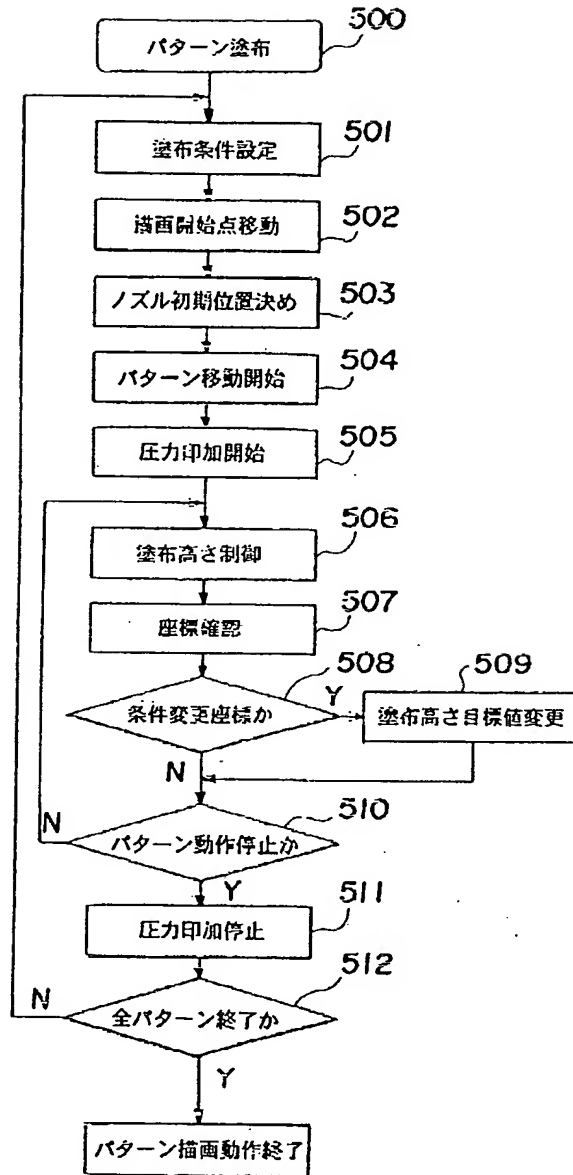 パターン塗布
500
塗布条件設定
501
描画開始点移動
502
ノズル初期位置決め
503
パターン移動開始
504
圧力印加開始
505
塗布高さ制御
506
座標確認
507
条件変更座標か
508
Y
N
塗布高さ目標値変更
509
パターン動作停止か
510
N
Y
圧力印加停止
511
全パターン終了か
512
N
Y
パターン描画動作終了